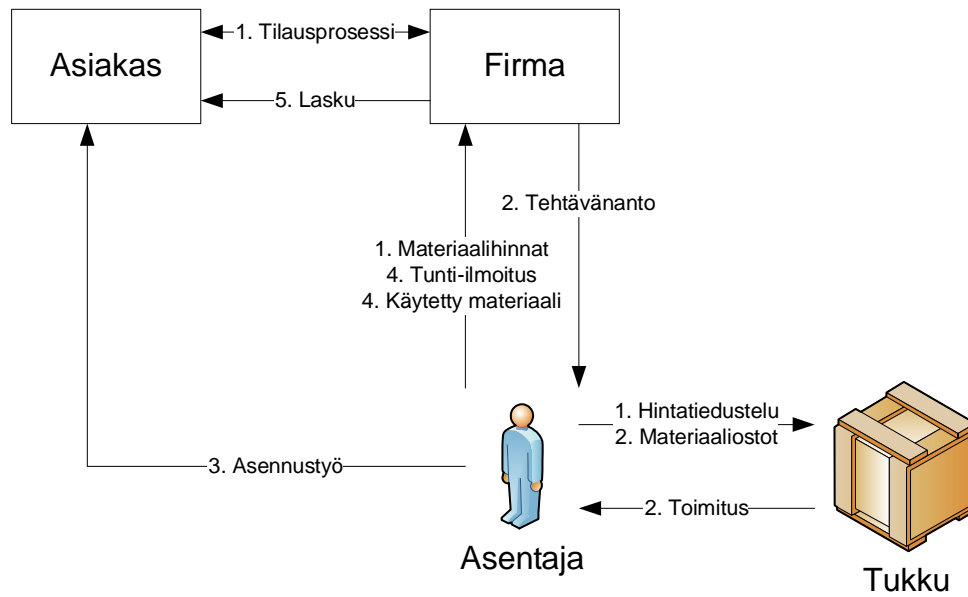 1. Tilausprosessi
Asiakas
Firma
5. Lasku
2. Tehtävänanto
1. Materiaalihinnat
4. Tunti-ilmoitus
4. Käytetty materiaali
1. Hintatiedustelu
2. Materiaaliostot
3. Asennustyö
2. Toimitus
Asentaja
Tukku